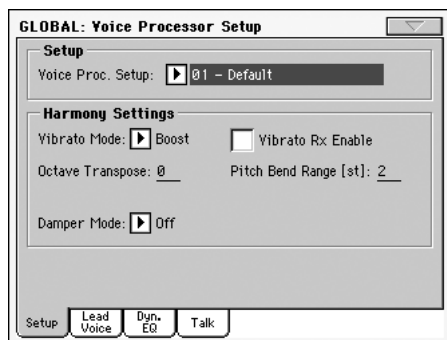 GLOBAL: Voice Processor Setup
Setup
Voice Proc. Setup: 01 - Default
Harmony Settings
Vibrato Mode: Boost Vibrato Rx Enable
Octave Transpose: 0 Pitch Bend Range [st]: 2
Damper Mode: Off
Setup Lead Voice Dyn. EQ Talk